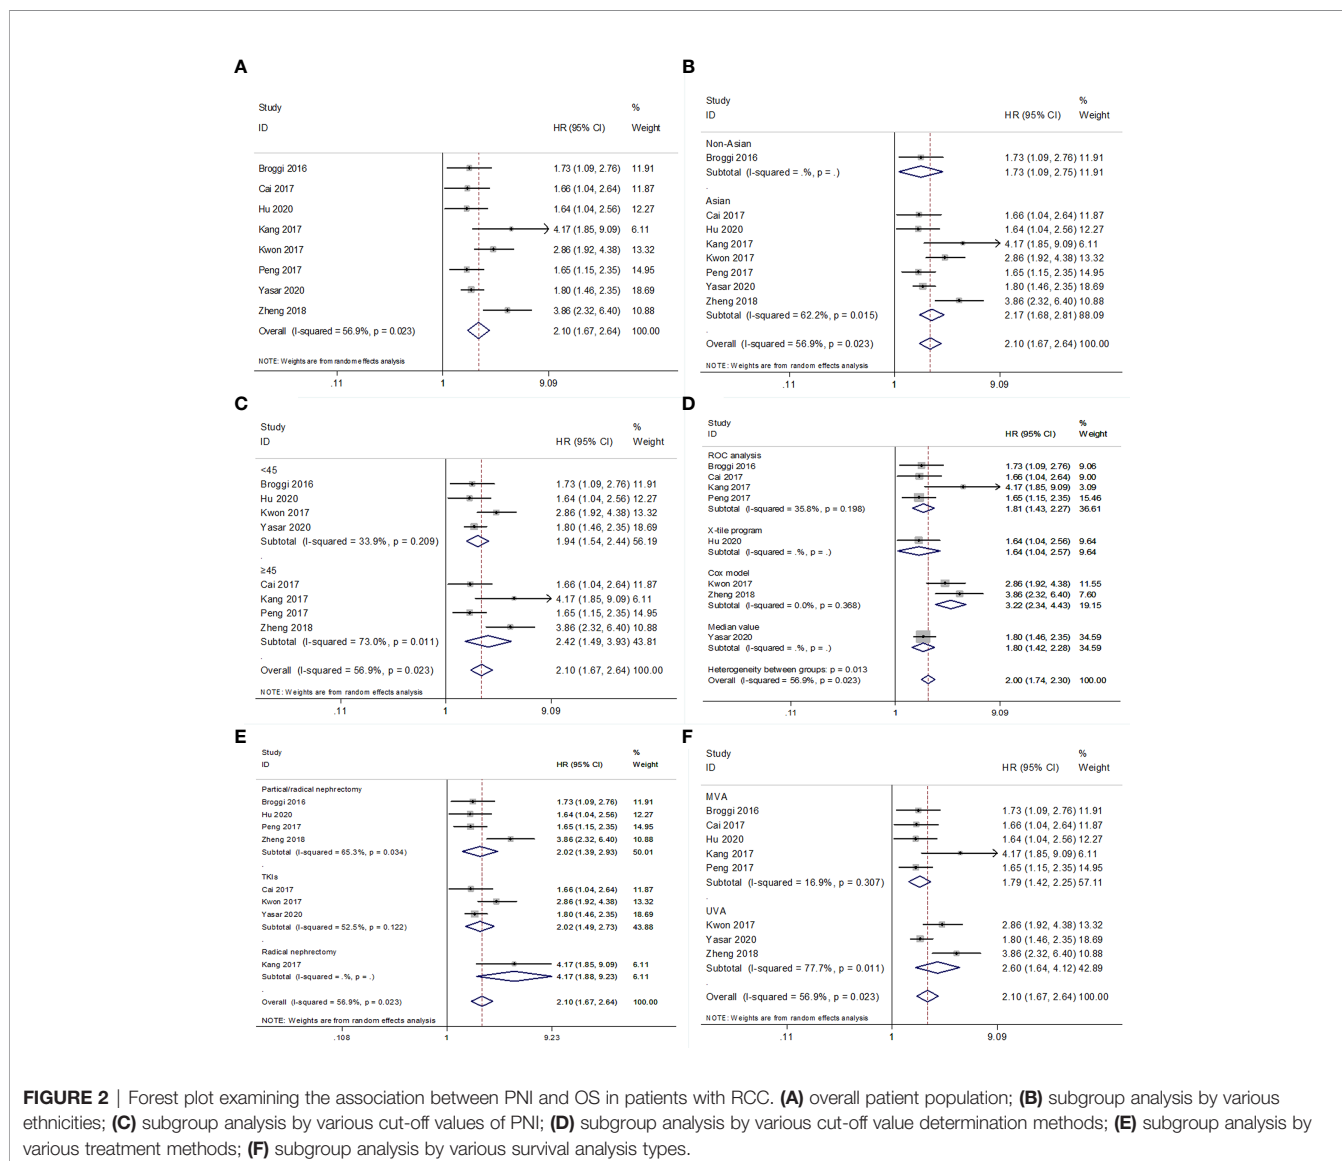 A
Study %
ID HR (95% CI) Weight
Broggi 2016 1.73 (1.09, 2.76) 11.91
Cai 2017 1.66 (1.04, 2.64) 11.87
Hu 2020 1.64 (1.04, 2.56) 12.27
Kang 2017 4.17 (1.85, 9.09) 6.11
Kwon 2017 2.86 (1.92, 4.38) 13.32
Peng 2017 1.65 (1.15, 2.35) 14.95
Yasar 2020 1.80 (1.46, 2.35) 18.69
Zheng 2018 3.86 (2.32, 6.40) 10.88
Overall (I-squared = 56.9%, p = 0.023) 2.10 (1.67, 2.64) 100.00
NOTE: Weights are from random effects analysis
.11 1 9.09
B
Study %
ID HR (95% CI) Weight
Non-Asian
Broggi 2016 1.73 (1.09, 2.76) 11.91
Subtotal (I-squared = .%, p = .) 1.73 (1.09, 2.75) 11.91
.
Asian
Cai 2017 1.66 (1.04, 2.64) 11.87
Hu 2020 1.64 (1.04, 2.56) 12.27
Kang 2017 4.17 (1.85, 9.09) 6.11
Kwon 2017 2.86 (1.92, 4.38) 13.32
Peng 2017 1.65 (1.15, 2.35) 14.95
Yasar 2020 1.80 (1.46, 2.35) 18.69
Zheng 2018 3.86 (2.32, 6.40) 10.88
Subtotal (I-squared = 62.2%, p = 0.015) 2.17 (1.68, 2.81) 88.09
.
Overall (I-squared = 56.9%, p = 0.023) 2.10 (1.67, 2.64) 100.00
NOTE: Weights are from random effects analysis
.11 1 9.09
C
Study %
ID HR (95% CI) Weight
<45
Broggi 2016 1.73 (1.09, 2.76) 11.91
Hu 2020 1.64 (1.04, 2.56) 12.27
Kwon 2017 2.86 (1.92, 4.38) 13.32
Yasar 2020 1.80 (1.46, 2.35) 18.69
Subtotal (I-squared = 33.9%, p = 0.209) 1.94 (1.54, 2.44) 56.19
.
≥45
Cai 2017 1.66 (1.04, 2.64) 11.87
Kang 2017 4.17 (1.85, 9.09) 6.11
Peng 2017 1.65 (1.15, 2.35) 14.95
Zheng 2018 3.86 (2.32, 6.40) 10.88
Subtotal (I-squared = 73.0%, p = 0.011) 2.42 (1.49, 3.93) 43.81
.
Overall (I-squared = 56.9%, p = 0.023) 2.10 (1.67, 2.64) 100.00
NOTE: Weights are from random effects analysis
.11 1 9.09
D
Study %
ID HR (95% CI) Weight
ROC analysis
Broggi 2016 1.73 (1.09, 2.76) 9.06
Cai 2017 1.66 (1.04, 2.64) 9.00
Kang 2017 4.17 (1.85, 9.09) 3.09
Peng 2017 1.65 (1.15, 2.35) 15.46
Subtotal (I-squared = 35.8%, p = 0.198) 1.81 (1.43, 2.27) 36.61
.
X-tile program
Hu 2020 1.64 (1.04, 2.56) 9.64
Subtotal (I-squared = .%, p = .) 1.64 (1.04, 2.57) 9.64
.
Cox model
Kwon 2017 2.86 (1.92, 4.38) 11.55
Zheng 2018 3.86 (2.32, 6.40) 7.60
Subtotal (I-squared = 0.0%, p = 0.368) 3.22 (2.34, 4.43) 19.15
.
Median value
Yasar 2020 1.80 (1.46, 2.35) 34.59
Subtotal (I-squared = .%, p = .) 1.80 (1.42, 2.28) 34.59
.
Heterogeneity between groups: p = 0.013
Overall (I-squared = 56.9%, p = 0.023) 2.00 (1.74, 2.30) 100.00
.11 1 9.09
E
Study %
ID HR (95% CI) Weight
Partical/radical nephrectomy
Broggi 2016 1.73 (1.09, 2.76) 11.91
Hu 2020 1.64 (1.04, 2.56) 12.27
Peng 2017 1.65 (1.15, 2.35) 14.95
Zheng 2018 3.86 (2.32, 6.40) 10.88
Subtotal (I-squared = 65.3%, p = 0.034) 2.02 (1.39, 2.93) 50.01
.
TKIs
Cai 2017 1.66 (1.04, 2.64) 11.87
Kwon 2017 2.86 (1.92, 4.38) 13.32
Yasar 2020 1.80 (1.46, 2.35) 18.69
Subtotal (I-squared = 52.5%, p = 0.122) 2.02 (1.49, 2.73) 43.88
.
Radical nephrectomy
Kang 2017 4.17 (1.85, 9.09) 6.11
Subtotal (I-squared = .%, p = .) 4.17 (1.88, 9.23) 6.11
.
Overall (I-squared = 56.9%, p = 0.023) 2.10 (1.67, 2.64) 100.00
NOTE: Weights are from random effects analysis
.108 1 9.23
F
Study %
ID HR (95% CI) Weight
MVA
Broggi 2016 1.73 (1.09, 2.76) 11.91
Cai 2017 1.66 (1.04, 2.64) 11.87
Hu 2020 1.64 (1.04, 2.56) 12.27
Kang 2017 4.17 (1.85, 9.09) 6.11
Peng 2017 1.65 (1.15, 2.35) 14.95
Subtotal (I-squared = 16.9%, p = 0.307) 1.79 (1.42, 2.25) 57.11
.
UVA
Kwon 2017 2.86 (1.92, 4.38) 13.32
Yasar 2020 1.80 (1.46, 2.35) 18.69
Zheng 2018 3.86 (2.32, 6.40) 10.88
Subtotal (I-squared = 77.7%, p = 0.011) 2.60 (1.64, 4.12) 42.89
.
Overall (I-squared = 56.9%, p = 0.023) 2.10 (1.67, 2.64) 100.00
NOTE: Weights are from random effects analysis
.11 1 9.09
FIGURE 2 | Forest plot examining the association between PNI and OS in patients with RCC. (A) overall patient population; (B) subgroup analysis by various
ethnicities; (C) subgroup analysis by various cut-off values of PNI; (D) subgroup analysis by various cut-off value determination methods; (E) subgroup analysis by
various treatment methods; (F) subgroup analysis by various survival analysis types.